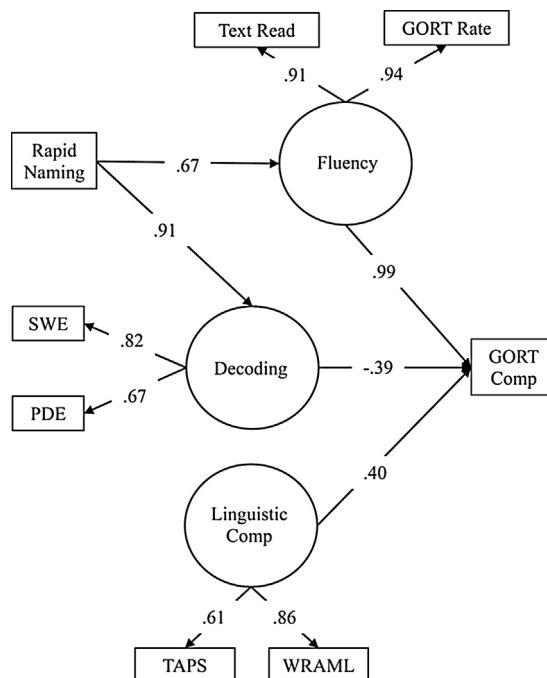 Text Read
GORT Rate
.91
.94
Rapid
Naming
.67
Fluency
.91
.99
SWE
.82
Decoding
-.39
GORT
Comp
PDE
.67
.40
Linguistic
Comp
.61
.86
TAPS
WRAML